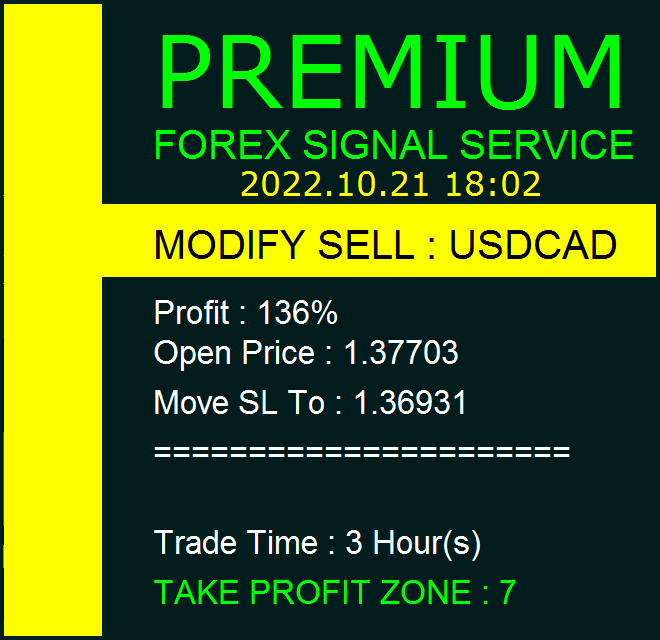 PREMIUM
FOREX SIGNAL SERVICE
2022.10.21 18:02
MODIFY SELL : USDCAD
Profit : 136%
Open Price : 1.37703
Move SL To : 1.36931
======================
Trade Time : 3 Hour(s)
TAKE PROFIT ZONE : 7